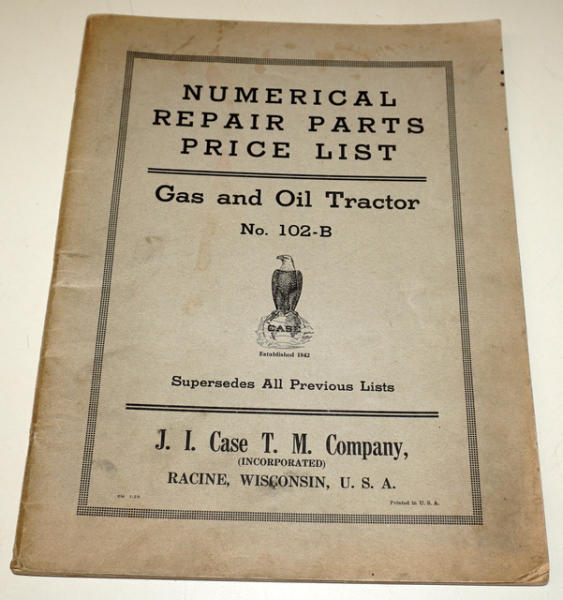 NUMERICAL
REPAIR PARTS
PRICE LIST
Gas and Oil Tractor
No. 102-B
CASE
Established 1842
Supersedes All Previous Lists
J. I. Case T. M. Company,
(INCORPORATED)
RACINE, WISCONSIN, U. S. A.
Printed in U. S. A.